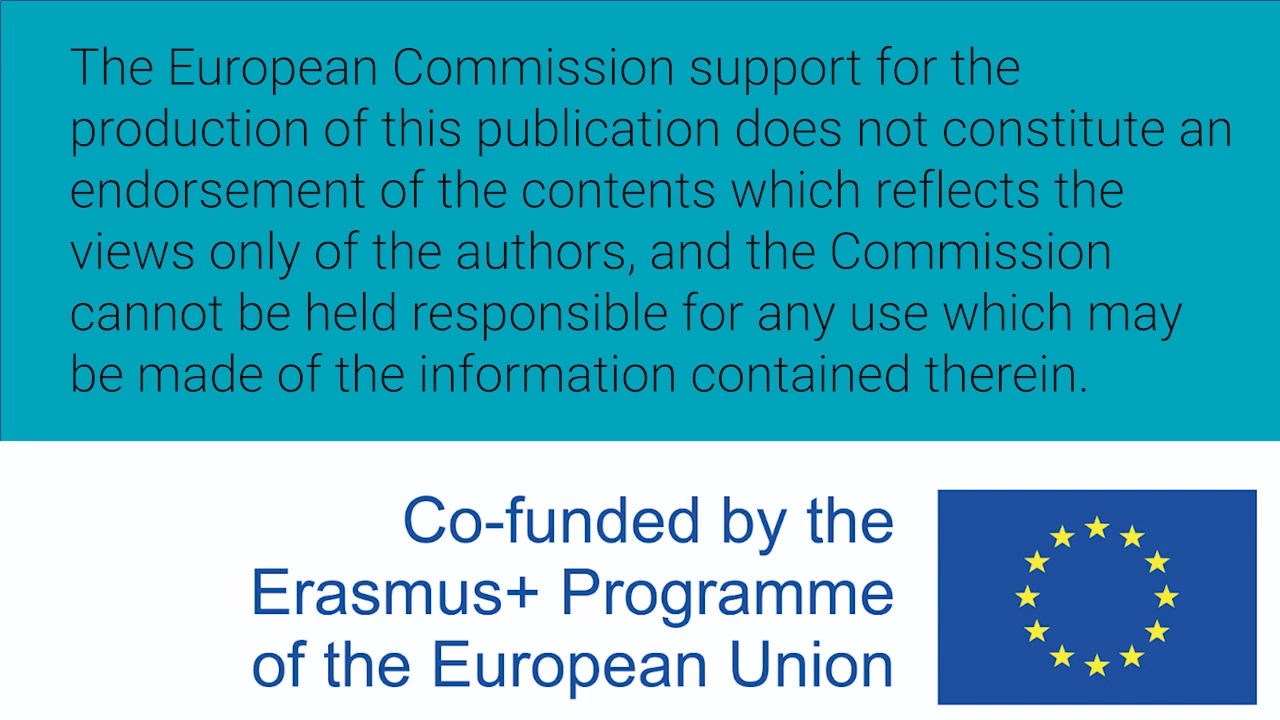 The European Commission support for the
production of this publication does not constitute an
endorsement of the contents which reflects the
views only of the authors, and the Commission
cannot be held responsible for any use which may
be made of the information contained therein.
Co-funded by the
Erasmus+ Programme
of the European Union